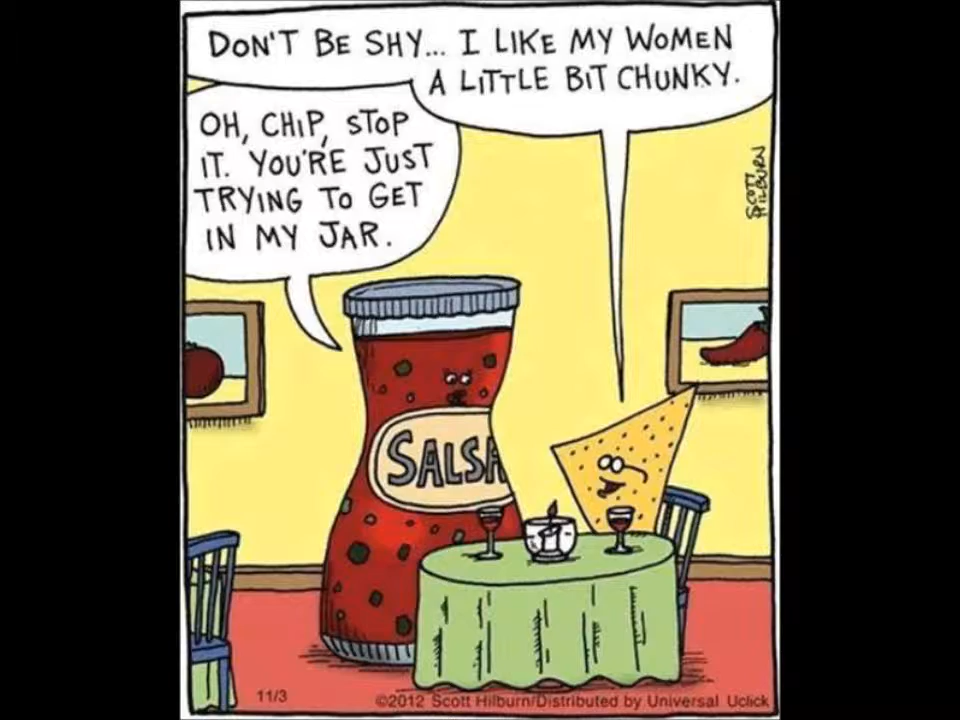 DON'T BE SHY... I LIKE MY WOMEN
A LITTLE BIT CHUNKY.
OH, CHIP, STOP
IT. YOU'RE JUST
TRYING TO GET
IN MY JAR.
SCOTT
HILBURN
SALSA
11/3
©2012 Scott Hilburn/Distributed by Universal Uclick